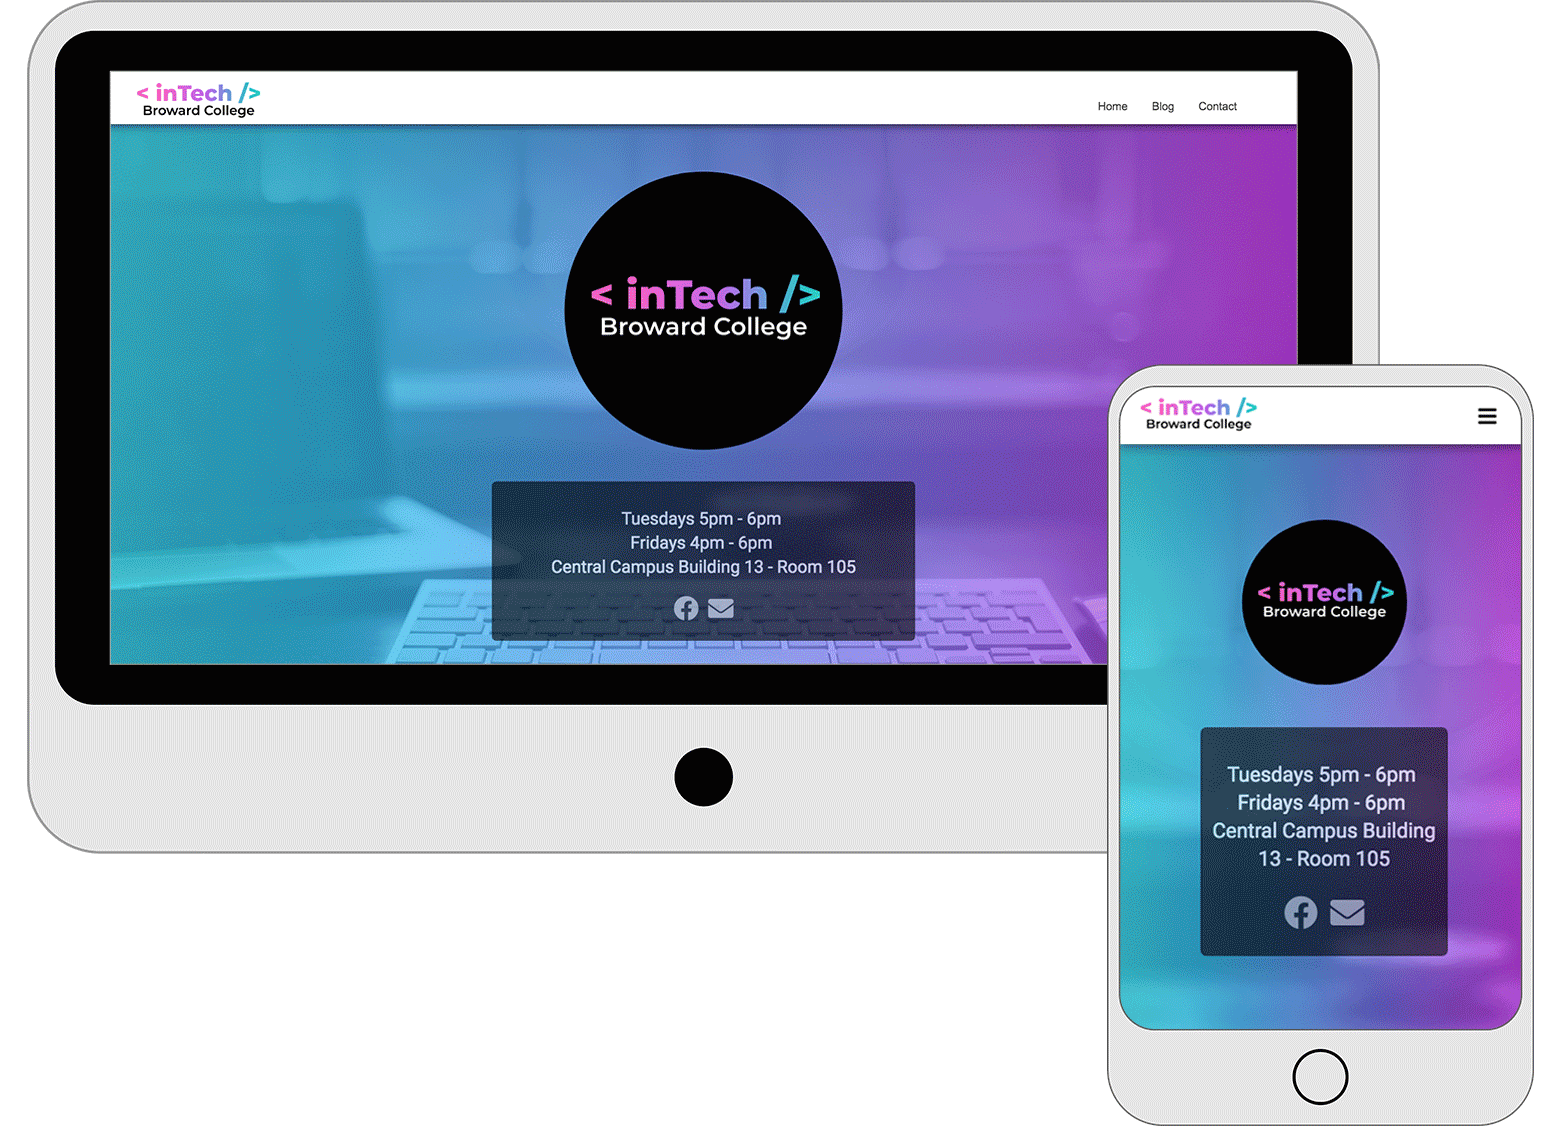 < inTech />
Broward College
Home Blog Contact
< inTech />
Broward College
Tuesdays 5pm - 6pm
Fridays 4pm - 6pm
Central Campus Building 13 - Room 105
< inTech />
Broward College
< inTech />
Broward College
Tuesdays 5pm - 6pm
Fridays 4pm - 6pm
Central Campus Building
13 - Room 105